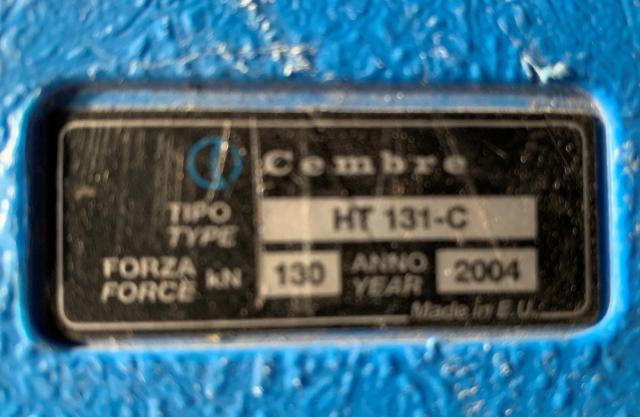 Cembre
TIPO HT 131-C
TYPE
FORZA kN 130 ANNO 2004
FORCE YEAR
Made in E.U.